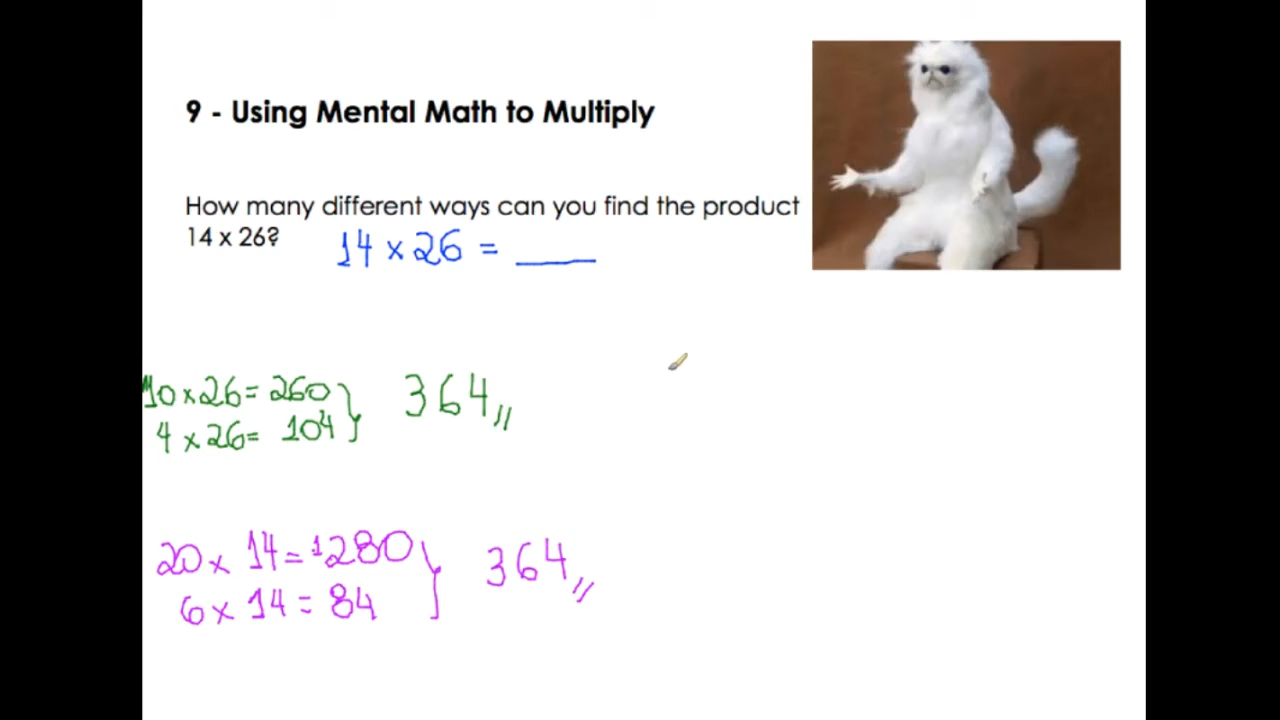 9 - Using Mental Math to Multiply
How many different ways can you find the product
14 x 26?
14 × 26 = ____
10 × 26 = 260
4 × 26 = 104
364
20 × 14 = 1280
6 × 14 = 84
364